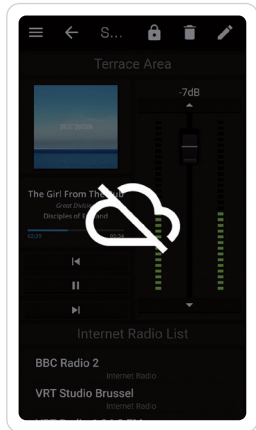 S...
Terrace Area
-7dB
The Girl From The
Great Divide
Disciples of
BBC Radio 2
Internet Radio List
Internet Radio
VRT Studio Brussel
Internet Radio